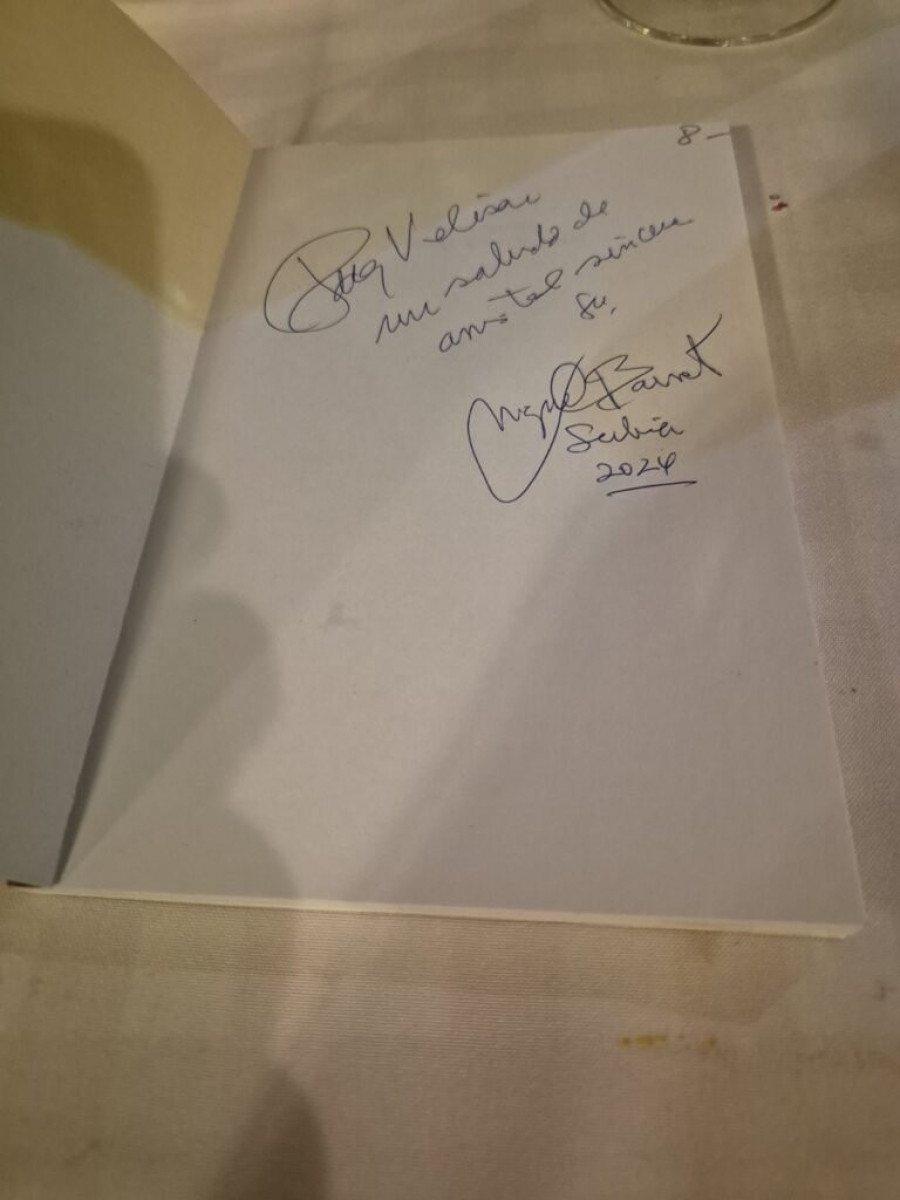 8-
Para Velisar
un saludo de
amistad sincera
su,
Miguel Barnet
Serbia
2024